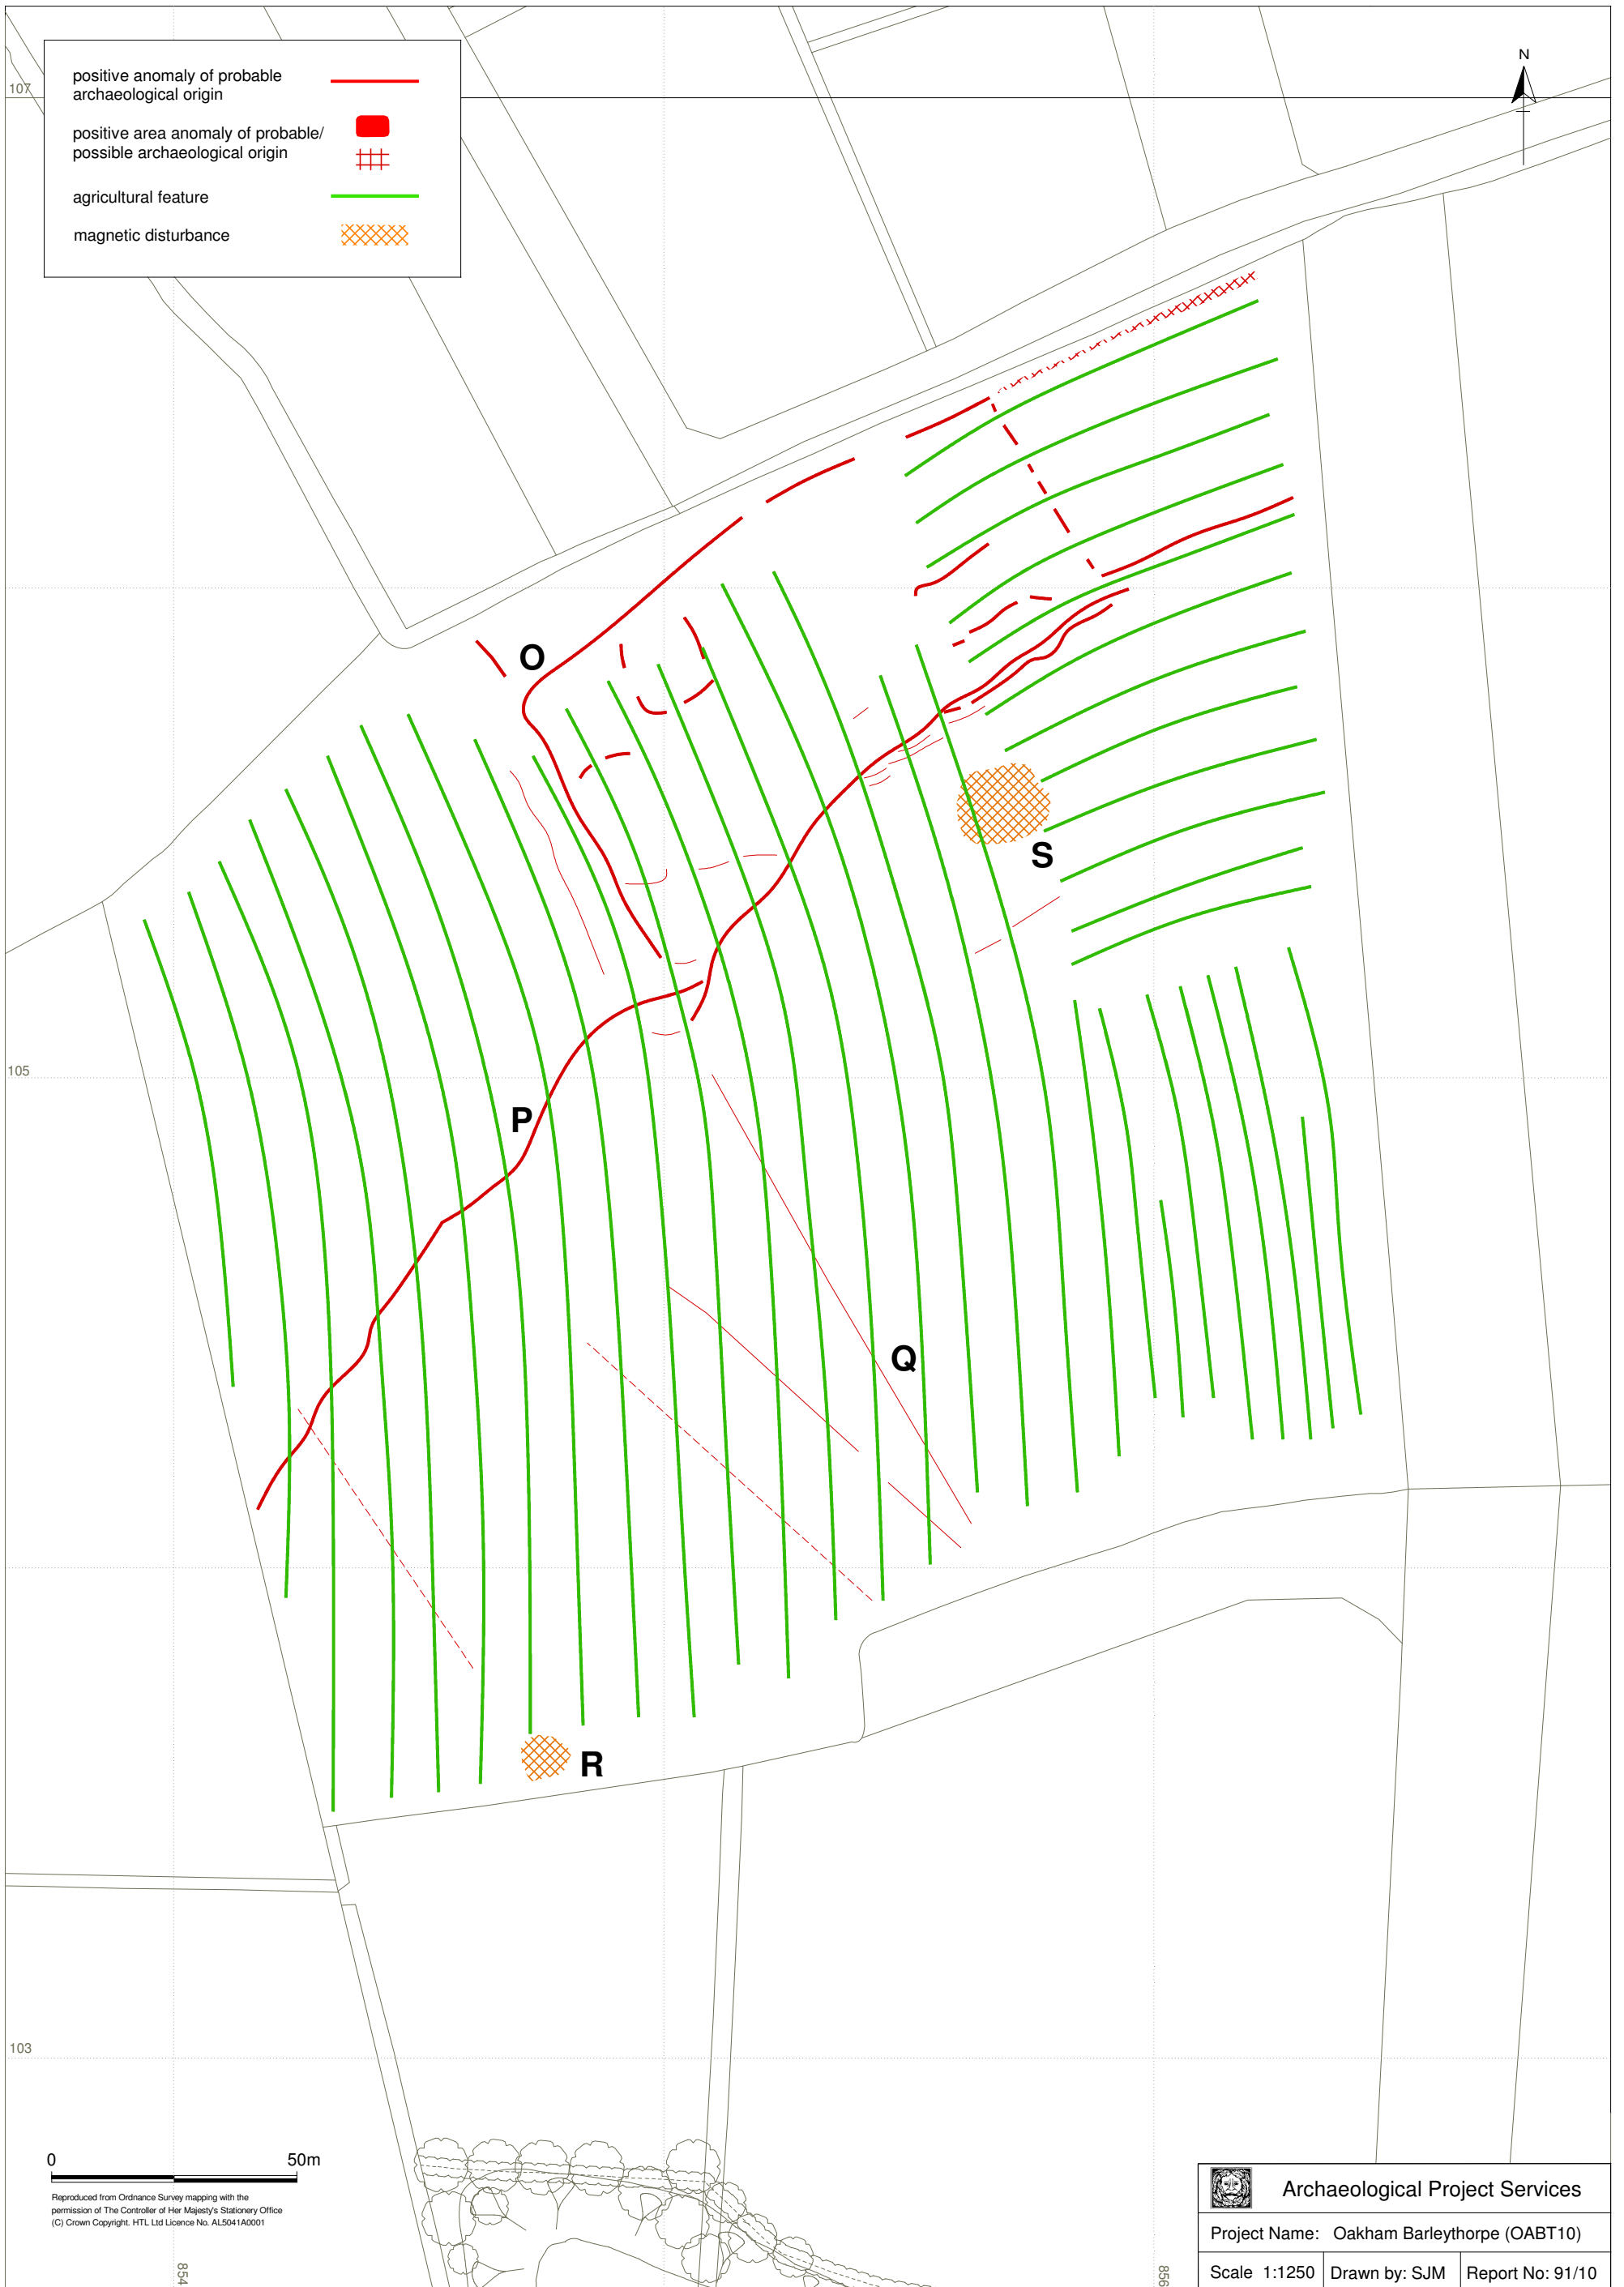 positive anomaly of probable
archaeological origin
positive area anomaly of probable/
possible archaeological origin
agricultural feature
magnetic disturbance
107
N
O
S
105
P
Q
R
103
0 50m
Reproduced from Ordnance Survey mapping with the
permission of The Controller of Her Majesty's Stationery Office
(C) Crown Copyright. HTL Ltd Licence No. AL5041A0001
854
856
Archaeological Project Services
Project Name: Oakham Barleythorpe (OABT10)
Scale 1:1250 Drawn by: SJM Report No: 91/10